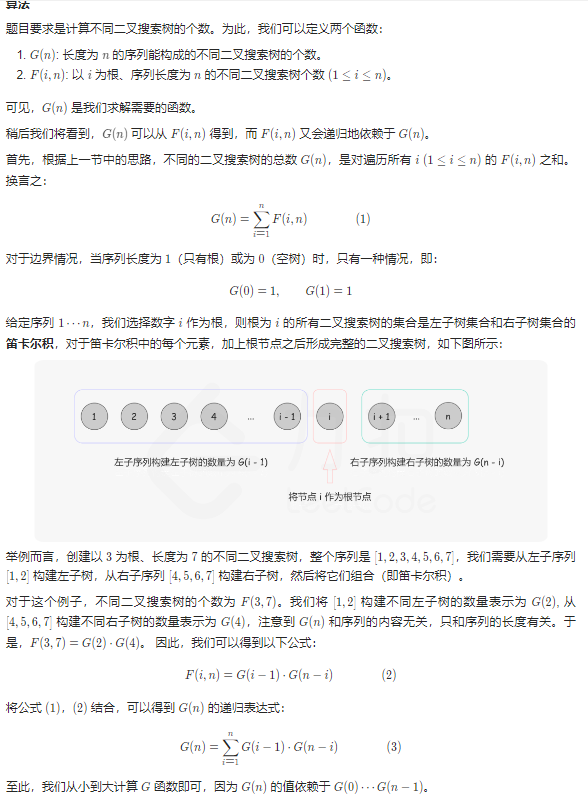 算法
题目要求是计算不同二叉搜索树的个数。为此，我们可以定义两个函数：
1. G(n): 长度为 n 的序列能构成的不同二叉搜索树的个数。
2. F(i, n): 以 i 为根、序列长度为 n 的不同二叉搜索树个数 (1 ≤ i ≤ n)。
可见，G(n) 是我们求解需要的函数。
稍后我们将看到，G(n) 可以从 F(i, n) 得到，而 F(i, n) 又会递归地依赖于 G(n)。
首先，根据上一节中的思路，不同的二叉搜索树的总数 G(n)，是对遍历所有 i (1 ≤ i ≤ n) 的 F(i, n) 之和。
换言之：
G(n) = ∑_{i=1}^{n} F(i, n) (1)
对于边界情况，当序列长度为 1（只有根）或为 0（空树）时，只有一种情况，即：
G(0) = 1, G(1) = 1
给定序列 1⋯n，我们选择数字 i 作为根，则根为 i 的所有二叉搜索树的集合是左子树集合和右子树集合的
笛卡尔积，对于笛卡尔积中的每个元素，加上根节点之后形成完整的二叉搜索树，如下图所示：
1 2 3 4 ... i - 1 i i + 1 ... n
左子序列构建左子树的数量为 G(i - 1) 右子序列构建右子树的数量为 G(n - i)
将节点 i 作为根节点
力扣
LeetCode
举例而言，创建以 3 为根、长度为 7 的不同二叉搜索树，整个序列是 [1, 2, 3, 4, 5, 6, 7]，我们需要从左子序列
[1, 2] 构建左子树，从右子序列 [4, 5, 6, 7] 构建右子树，然后将它们组合（即笛卡尔积）。
对于这个例子，不同二叉搜索树的个数为 F(3, 7)。我们将 [1, 2] 构建不同左子树的数量表示为 G(2), 从
[4, 5, 6, 7] 构建不同右子树的数量表示为 G(4)，注意到 G(n) 和序列的内容无关，只和序列的长度有关。于
是，F(3, 7) = G(2) · G(4)。 因此，我们可以得到以下公式：
F(i, n) = G(i − 1) · G(n − i) (2)
将公式 (1)，(2) 结合，可以得到 G(n) 的递归表达式：
G(n) = ∑_{i=1}^{n} G(i − 1) · G(n − i) (3)
至此，我们从小到大计算 G 函数即可，因为 G(n) 的值依赖于 G(0)⋯G(n − 1)。